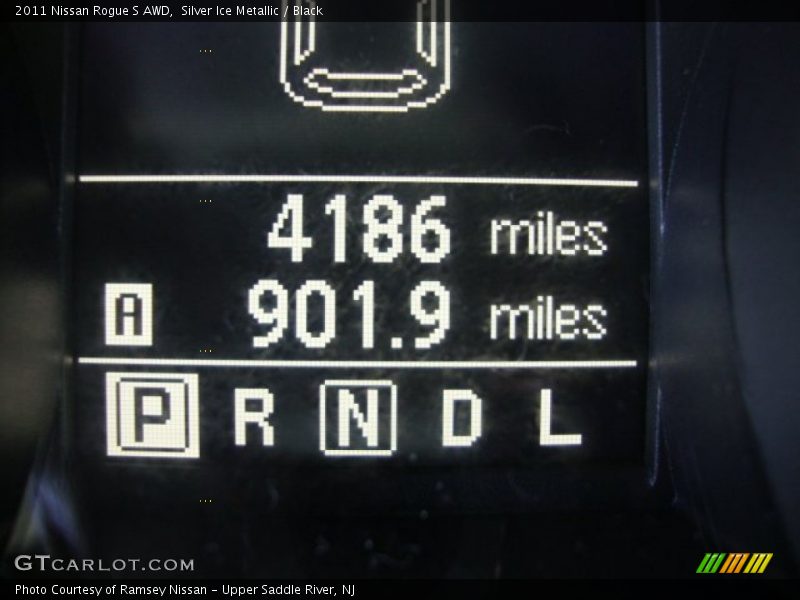 2011 Nissan Rogue S AWD,  Silver Ice Metallic / Black
4186 miles
A 901.9 miles
P R N D L
GTCARLOT.COM
Photo Courtesy of Ramsey Nissan - Upper Saddle River, NJ